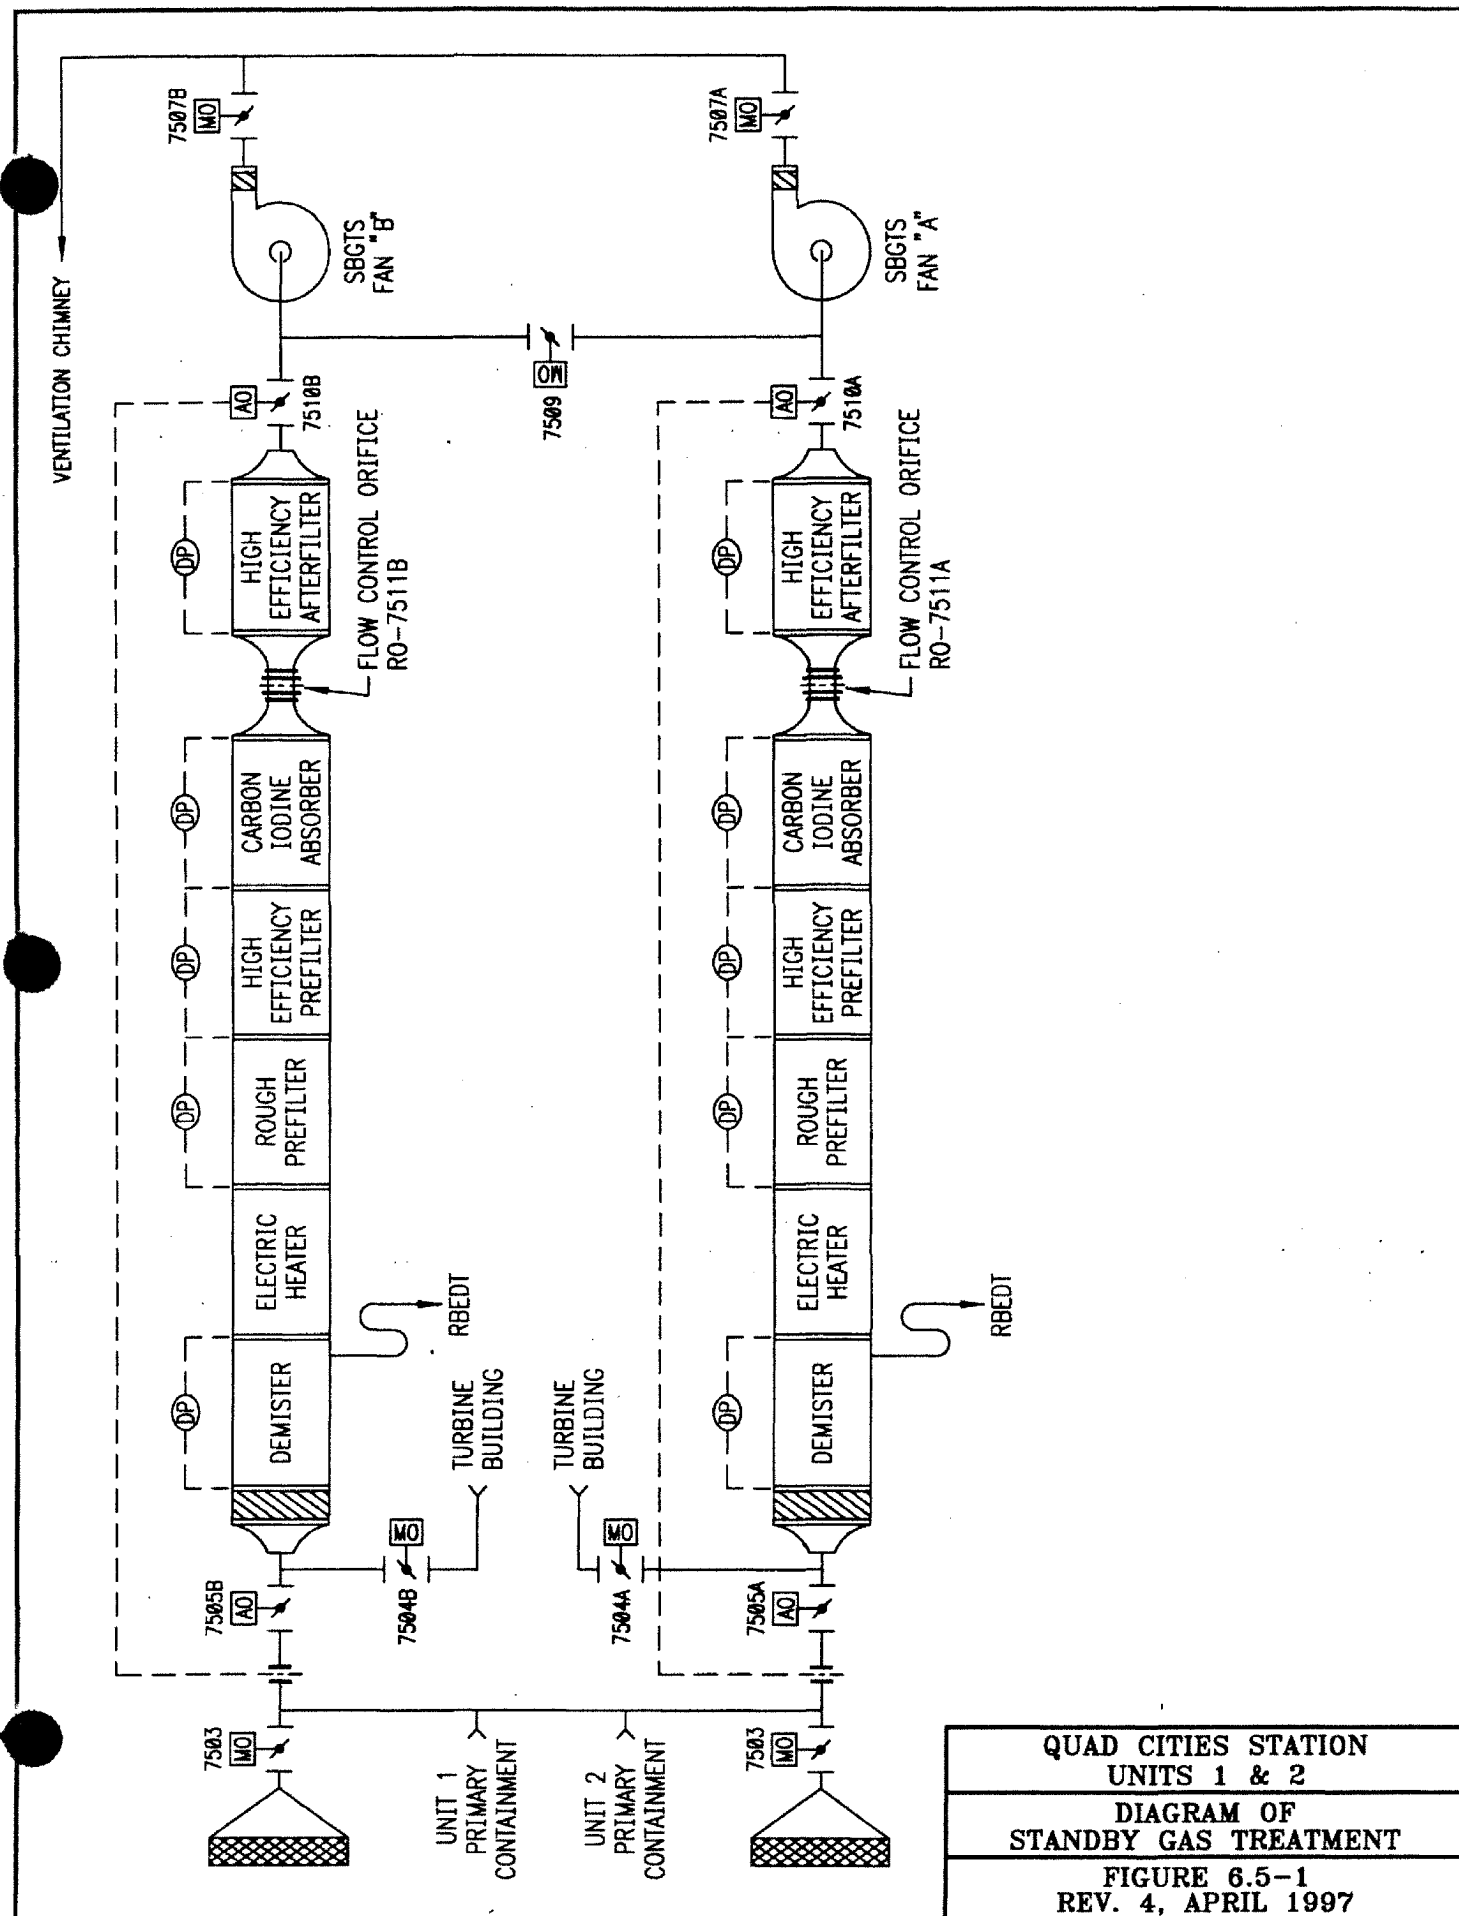 VENTILATION CHIMNEY
7507B
MO
7507A
MO
SBGTS
FAN "B"
SBGTS
FAN "A"
MO
7509
AO
7510B
AO
7510A
DP
HIGH
EFFICIENCY
AFTERFILTER
FLOW CONTROL ORIFICE
RO-7511B
DP
HIGH
EFFICIENCY
AFTERFILTER
FLOW CONTROL ORIFICE
RO-7511A
DP
CARBON
IODINE
ABSORBER
DP
CARBON
IODINE
ABSORBER
DP
HIGH
EFFICIENCY
PREFILTER
DP
HIGH
EFFICIENCY
PREFILTER
DP
ROUGH
PREFILTER
DP
ROUGH
PREFILTER
ELECTRIC
HEATER
ELECTRIC
HEATER
RBEDT
RBEDT
DP
DEMISTER
DP
DEMISTER
TURBINE
BUILDING
TURBINE
BUILDING
MO
7504B
MO
7504A
7505B
AO
7505A
AO
7503
MO
7503
MO
UNIT 1
PRIMARY
CONTAINMENT
UNIT 2
PRIMARY
CONTAINMENT
QUAD CITIES STATION
UNITS 1 & 2
DIAGRAM OF
STANDBY GAS TREATMENT
FIGURE 6.5-1
REV. 4, APRIL 1997